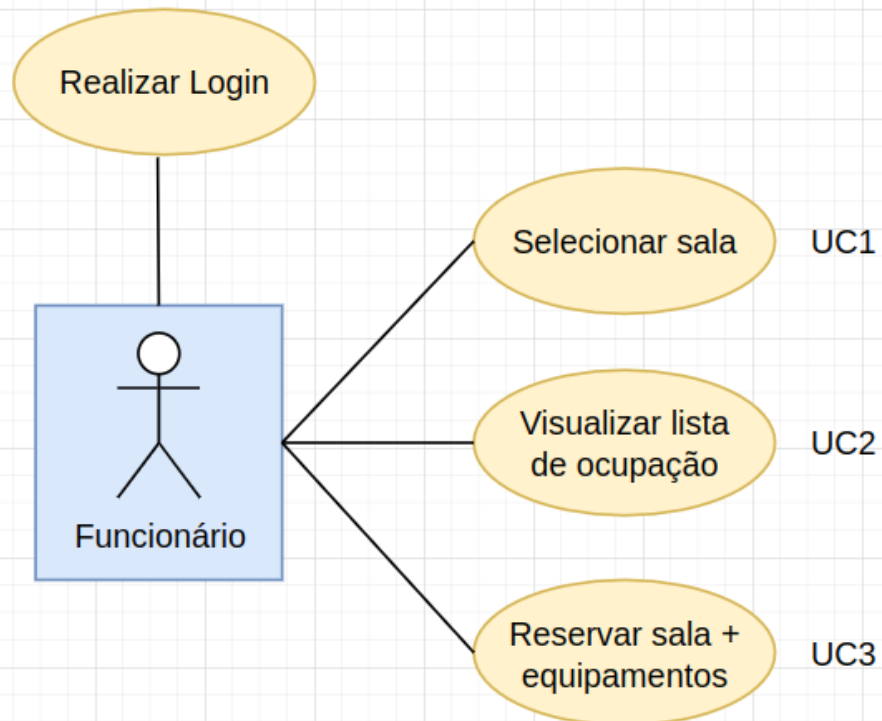 Realizar Login
Selecionar sala
UC1
Visualizar lista
de ocupação
UC2
Funcionário
Reservar sala +
equipamentos
UC3